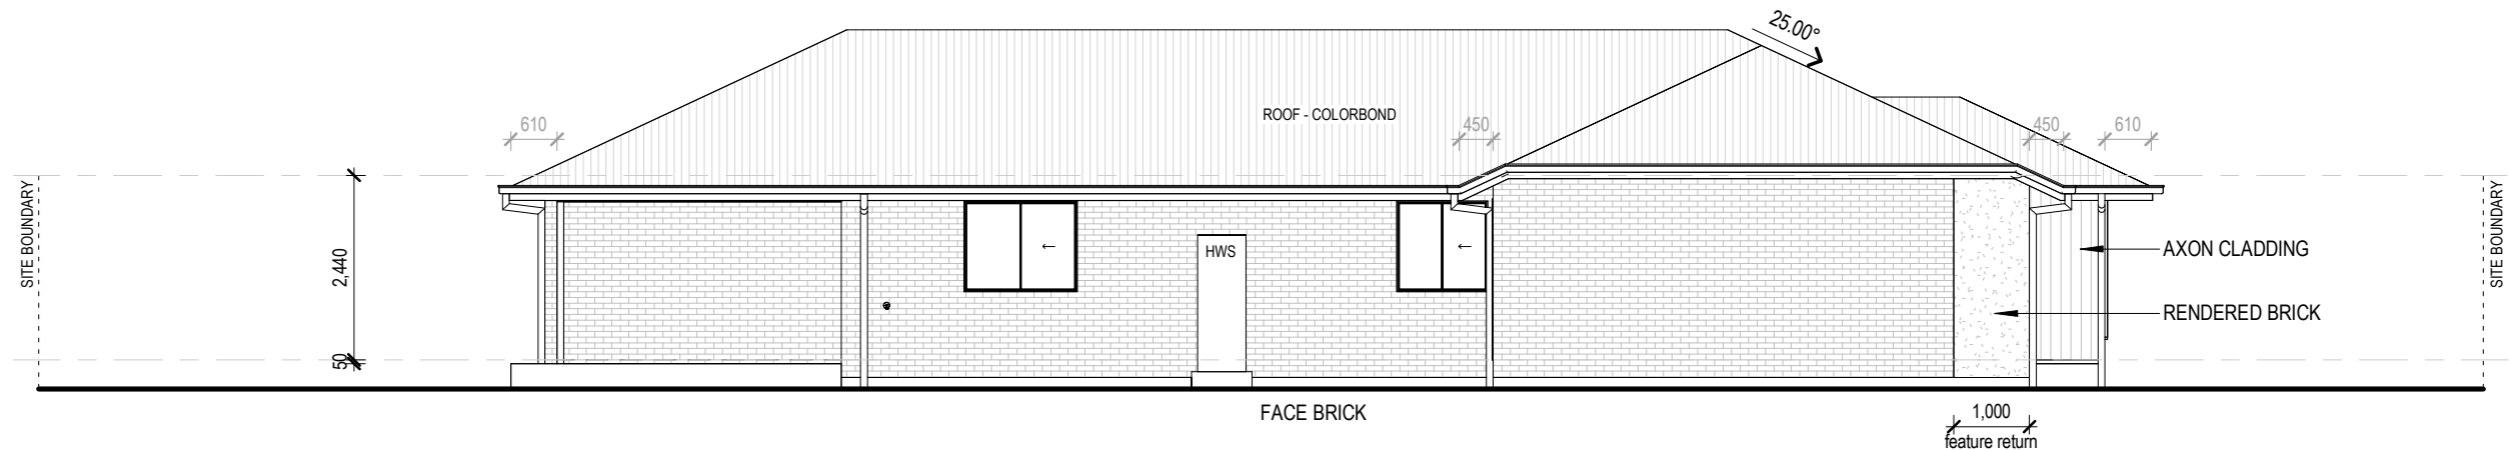 25.00°
ROOF - COLORBOND
610
450
450
610
SITE BOUNDARY
2,440
50
HWS
←
←
AXON CLADDING
RENDERED BRICK
SITE BOUNDARY
FACE BRICK
1,000
feature return